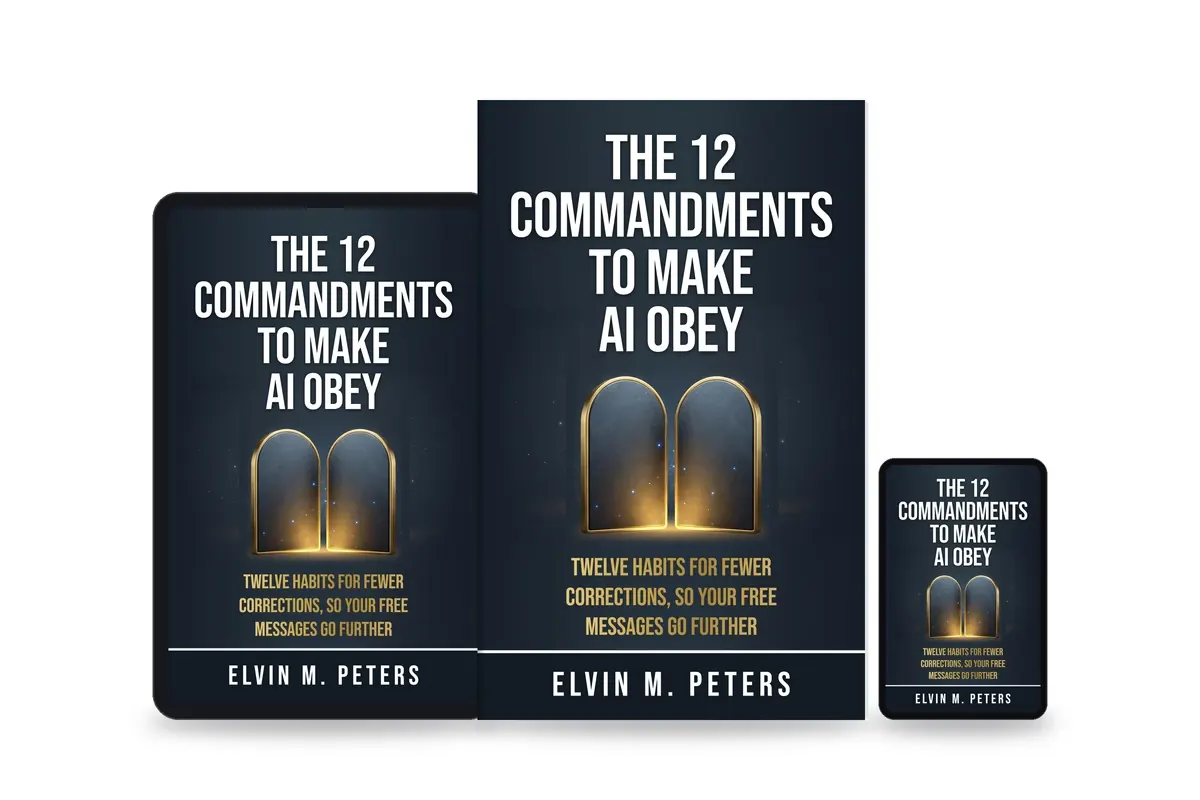 THE 12
COMMANDMENTS
TO MAKE
AI OBEY
TWELVE HABITS FOR FEWER
CORRECTIONS, SO YOUR FREE
MESSAGES GO FURTHER
ELVIN M. PETERS
THE 12
COMMANDMENTS
TO MAKE
AI OBEY
TWELVE HABITS FOR FEWER
CORRECTIONS, SO YOUR FREE
MESSAGES GO FURTHER
ELVIN M. PETERS
THE 12
COMMANDMENTS
TO MAKE
AI OBEY
TWELVE HABITS FOR FEWER
CORRECTIONS, SO YOUR FREE
MESSAGES GO FURTHER
ELVIN M. PETERS